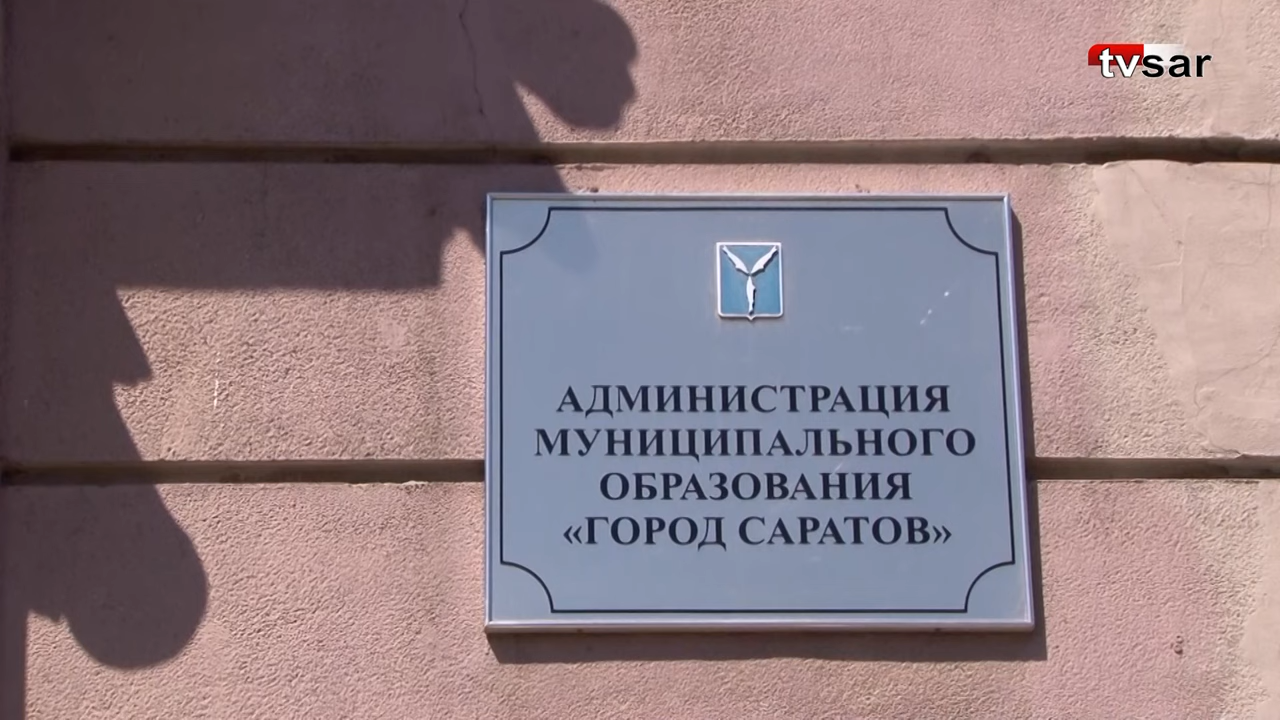 tvsar
АДМИНИСТРАЦИЯ
МУНИЦИПАЛЬНОГО
ОБРАЗОВАНИЯ
«ГОРОД САРАТОВ»